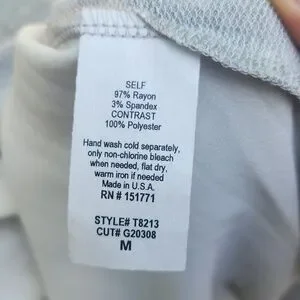 SELF
97% Rayon
3% Spandex
CONTRAST
100% Polyester
Hand wash cold separately,
only non-chlorine bleach
when needed, flat dry,
warm iron if needed
Made in U.S.A.
RN # 151771
STYLE# T8213
CUT# G20308
M